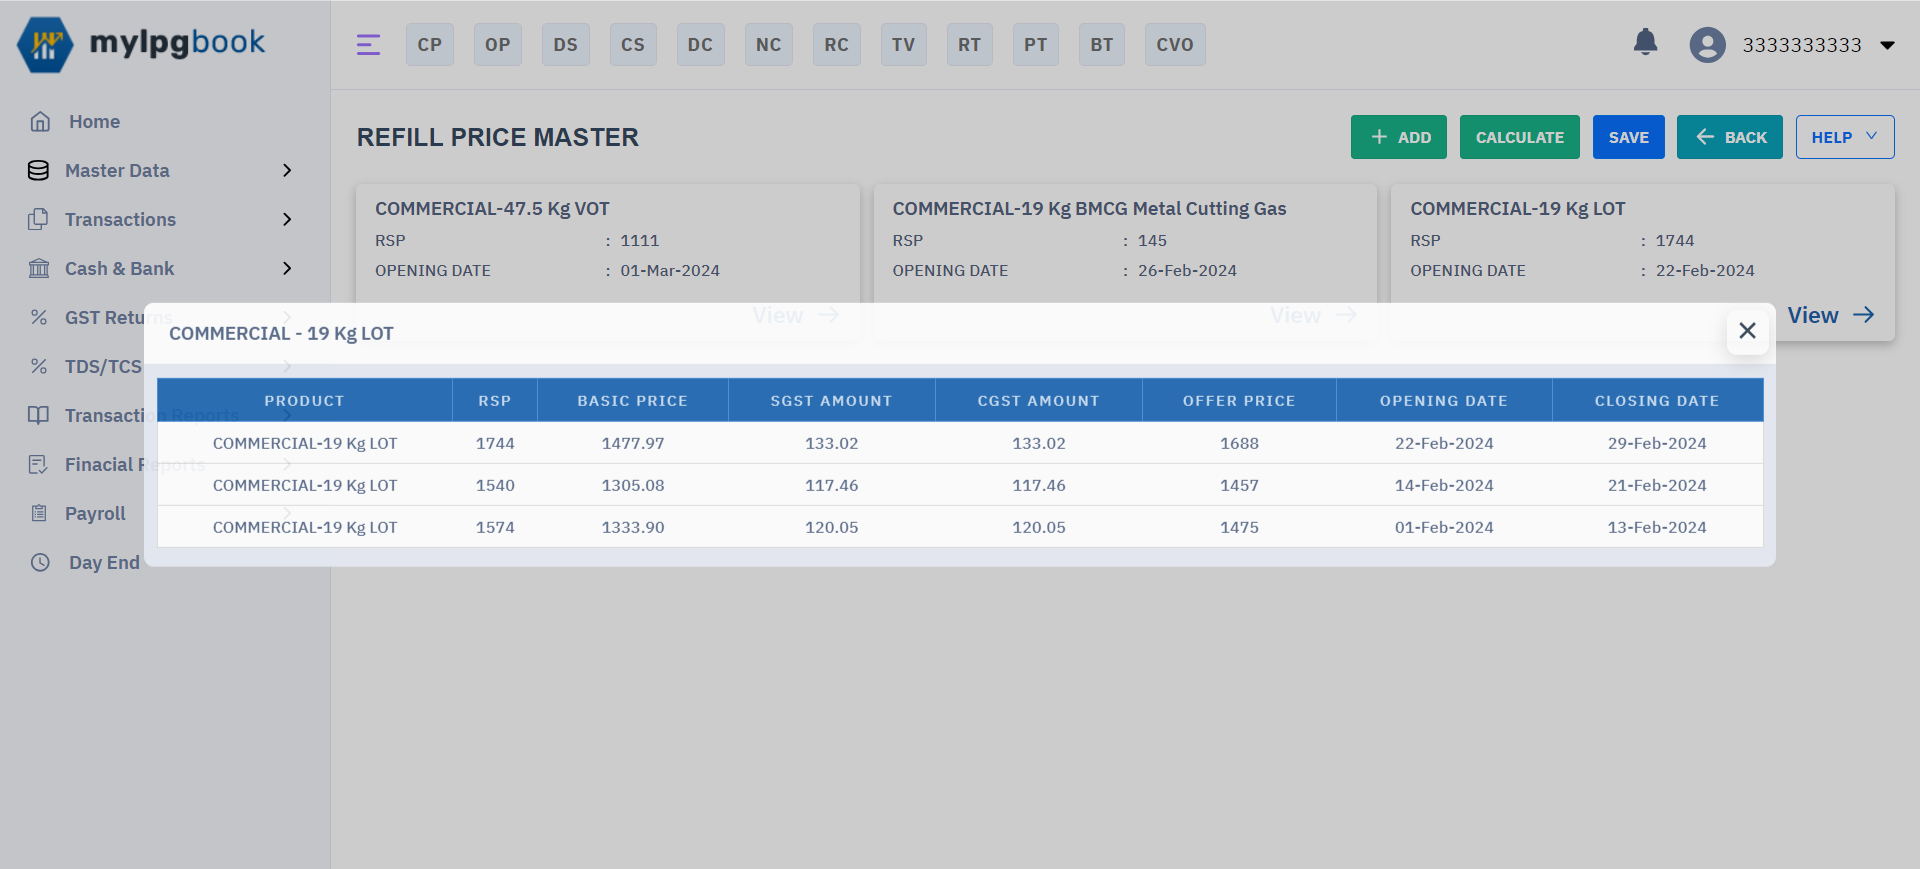 mylpgbook
CP OP DS CS DC NC RC TV RT PT BT CVO
3333333333
Home
Master Data
Transactions
Cash & Bank
GST Returns
TDS/TCS
Transaction Reports
Finacial Reports
Payroll
Day End
REFILL PRICE MASTER
+ ADD CALCULATE SAVE ← BACK HELP
COMMERCIAL-47.5 Kg VOT
RSP : 1111
OPENING DATE : 01-Mar-2024
View →
COMMERCIAL-19 Kg BMCG Metal Cutting Gas
RSP : 145
OPENING DATE : 26-Feb-2024
View →
COMMERCIAL-19 Kg LOT
RSP : 1744
OPENING DATE : 22-Feb-2024
View →
COMMERCIAL - 19 Kg LOT
PRODUCT RSP BASIC PRICE SGST AMOUNT CGST AMOUNT OFFER PRICE OPENING DATE CLOSING DATE
COMMERCIAL-19 Kg LOT 1744 1477.97 133.02 133.02 1688 22-Feb-2024 29-Feb-2024
COMMERCIAL-19 Kg LOT 1540 1305.08 117.46 117.46 1457 14-Feb-2024 21-Feb-2024
COMMERCIAL-19 Kg LOT 1574 1333.90 120.05 120.05 1475 01-Feb-2024 13-Feb-2024